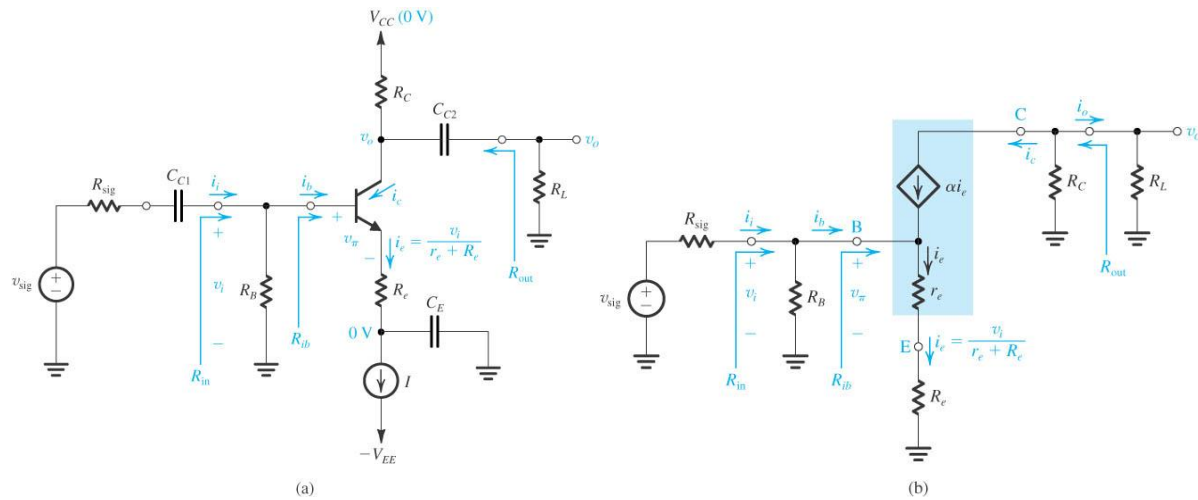 V_CC (0 V)
R_C
C_C2
v_o
v_o
R_sig
C_C1
i_i
i_b
i_c
R_L
+
+
v_π
−
i_e = v_i / (r_e + R_e)
R_out
v_sig
+
−
v_i
R_B
R_e
C_E
−
R_ib
0 V
R_in
I
−V_EE
(a)
C
i_o
v_o
i_c
αi_e
R_C
R_L
R_sig
i_i
i_b
B
R_out
i_e
+
+
v_sig
+
−
v_i
R_B
v_π
r_e
−
−
R_in
R_ib
E
i_e = v_i / (r_e + R_e)
R_e
(b)